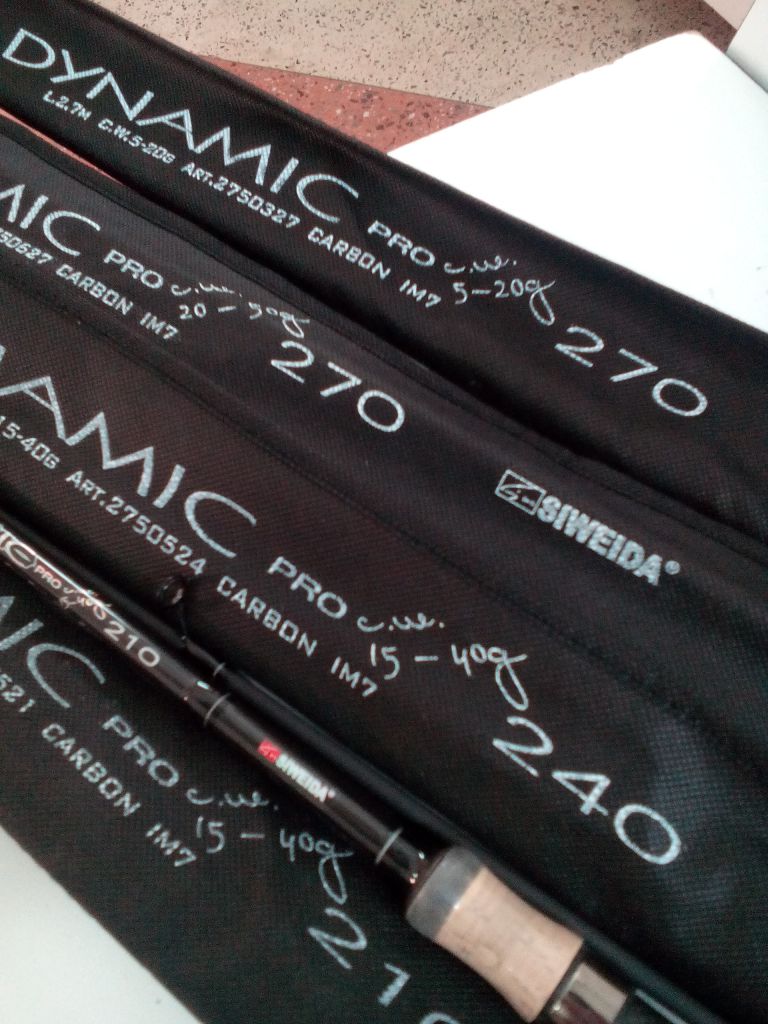 DYNAMIC PRO c.w. 5-20g 270
L.2.7M C.W.5-20G ART.2750327 CARBON IM7
MIC PRO c.w. 20-50g 270
50627 CARBON IM7
SIWEIDA®
NAMIC PRO c.w. 15-40g 240
15-40G ART.2750524 CARBON IM7
IC PRO 210
SIWEIDA®
MIC PRO c.w. 15-40g 210
521 CARBON IM7